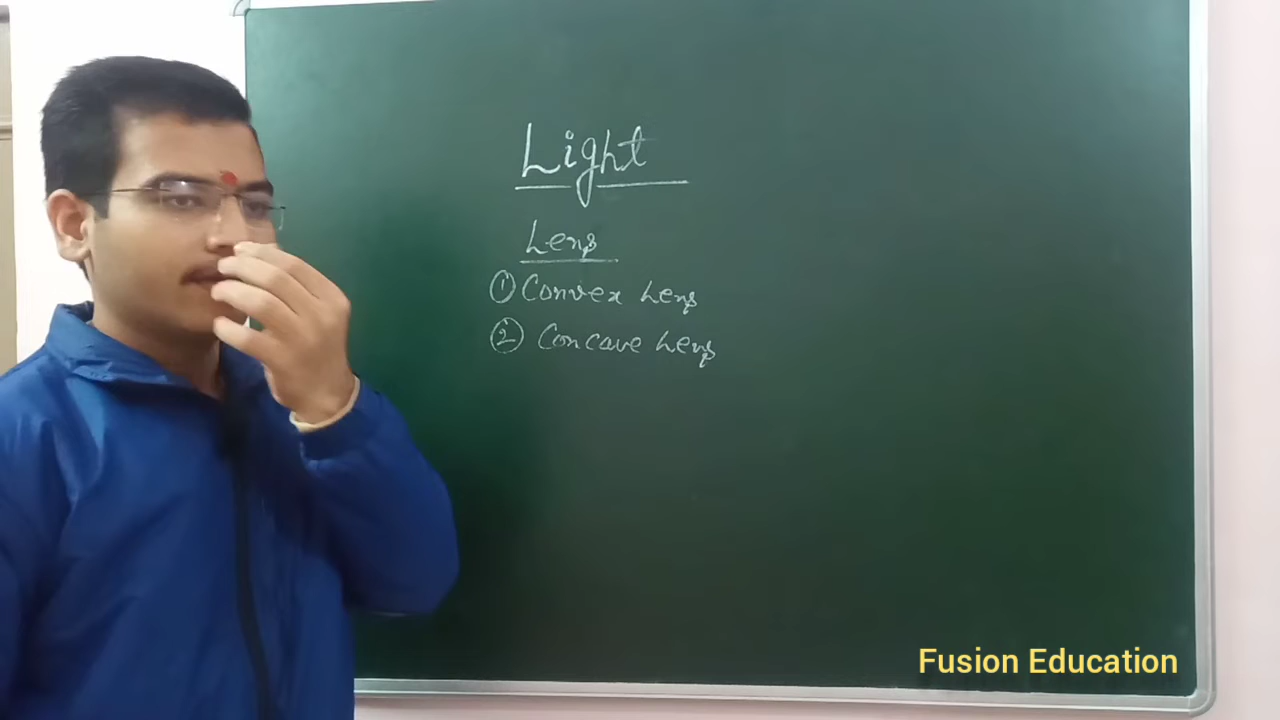 Light
Lens
① Convex Lens
② Concave Lens
Fusion Education